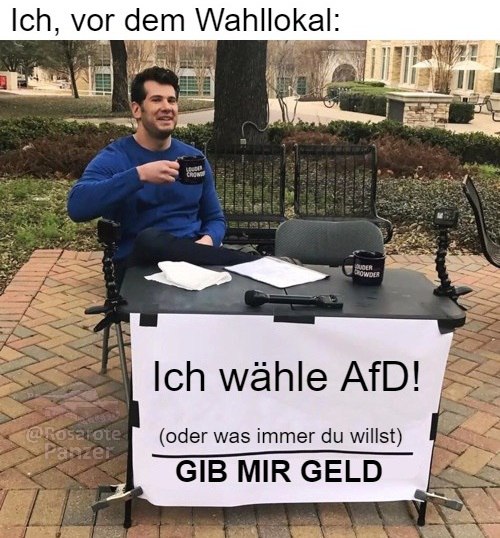 Ich, vor dem Wahllokal:
LOUDER
CROWDER
LOUDER
CROWDER
Ich wähle AfD!
(oder was immer du willst)
GIB MIR GELD
@Rosarote
Panzer